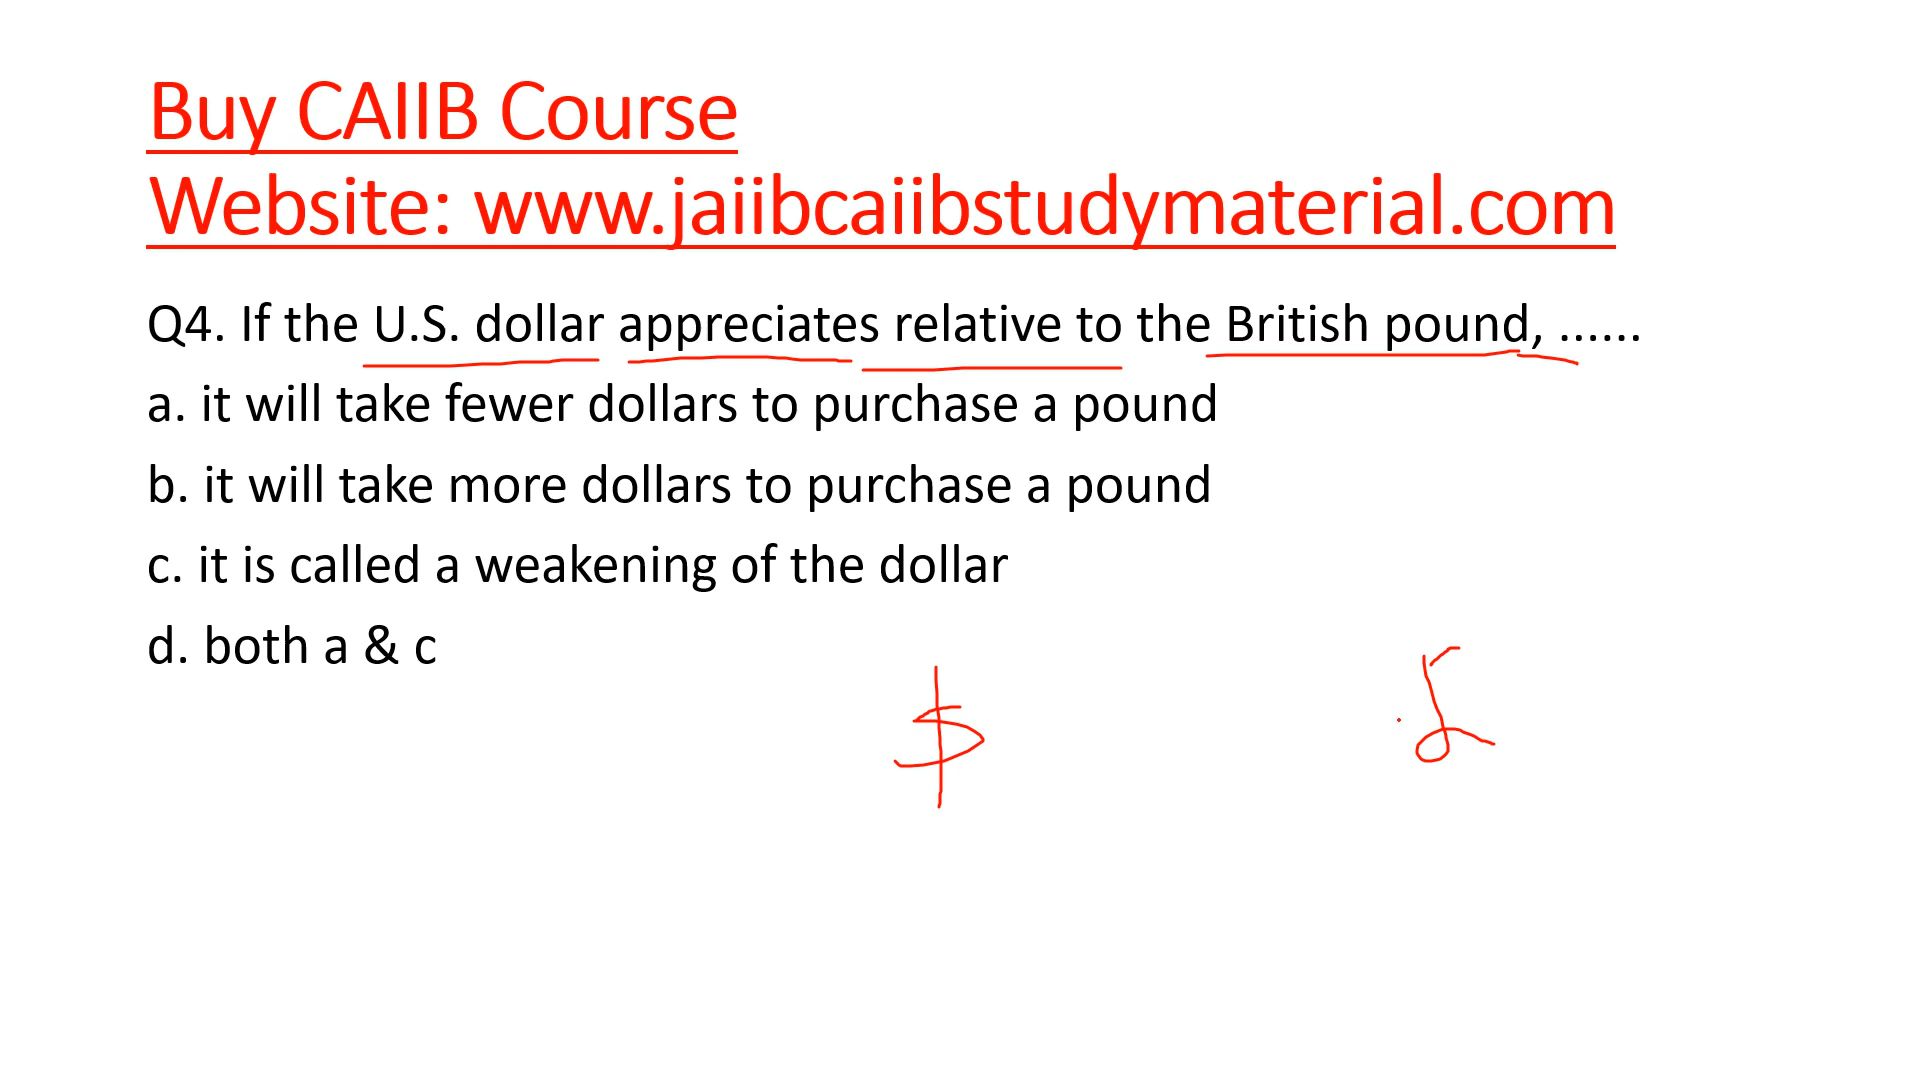 Buy CAIIB Course
Website: www.jaiibcaiibstudymaterial.com
Q4. If the U.S. dollar appreciates relative to the British pound, ......
a. it will take fewer dollars to purchase a pound
b. it will take more dollars to purchase a pound
c. it is called a weakening of the dollar
d. both a & c
$ £